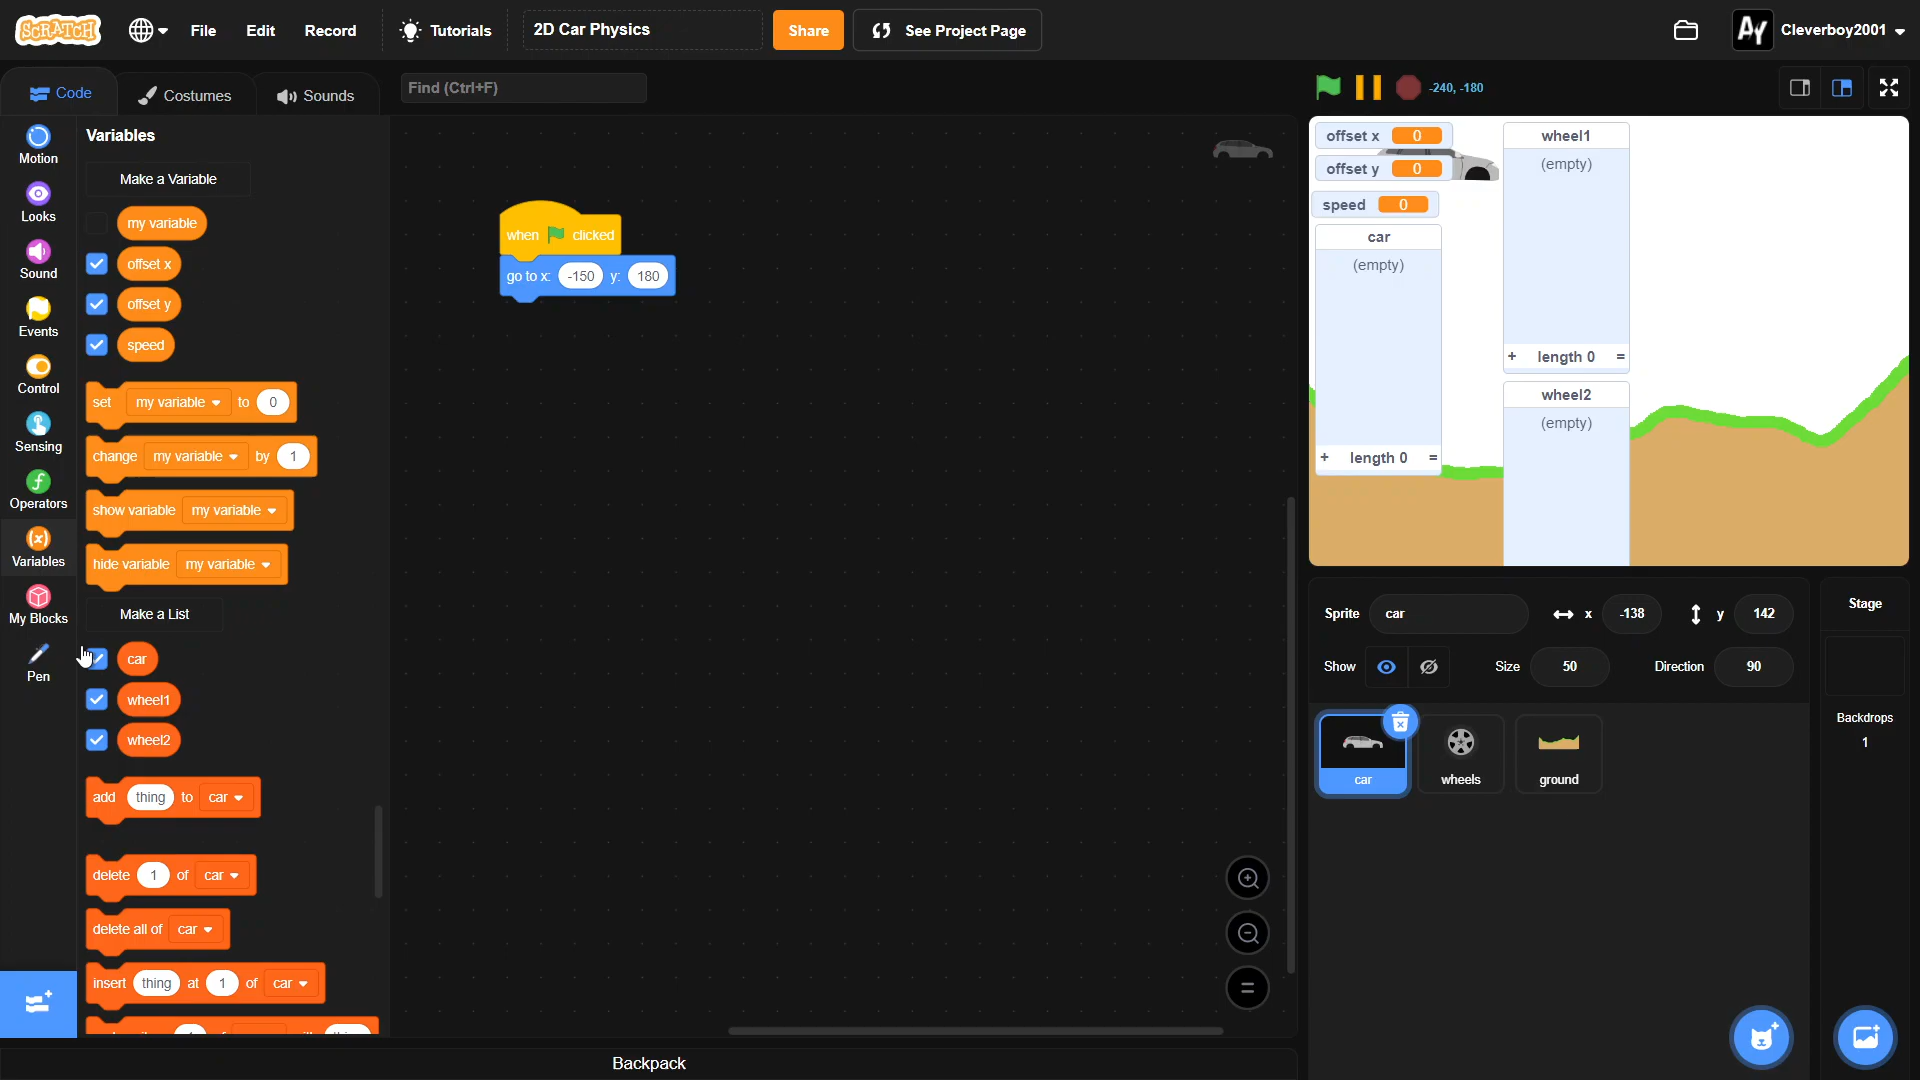 SCRATCH
File
Edit
Record
Tutorials
2D Car Physics
Share
See Project Page
Ay
Cleverboy2001
Code
Costumes
Sounds
Find (Ctrl+F)
-240, -180
Motion
Looks
Sound
Events
Control
Sensing
Operators
Variables
My Blocks
Pen
Variables
Make a Variable
my variable
offset x
offset y
speed
set my variable to 0
change my variable by 1
show variable my variable
hide variable my variable
Make a List
car
wheel1
wheel2
add thing to car
delete 1 of car
delete all of car
insert thing at 1 of car
when clicked
go to x: -150 y: 180
offset x 0
offset y 0
speed 0
car
(empty)
+ length 0 =
wheel1
(empty)
+ length 0 =
wheel2
(empty)
Sprite car x -138 y 142
Show Size 50 Direction 90
car
wheels
ground
Stage
Backdrops
1
Backpack